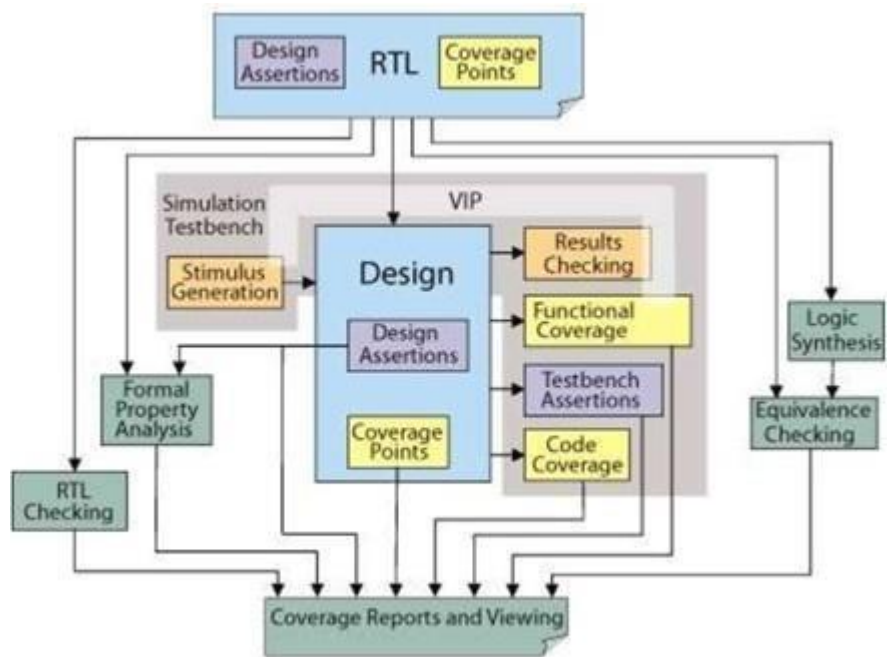 Design
Assertions
RTL
Coverage
Points
Simulation
Testbench
VIP
Stimulus
Generation
Design
Results
Checking
Functional
Coverage
Design
Assertions
Testbench
Assertions
Coverage
Points
Code
Coverage
Formal
Property
Analysis
RTL
Checking
Logic
Synthesis
Equivalence
Checking
Coverage Reports and Viewing